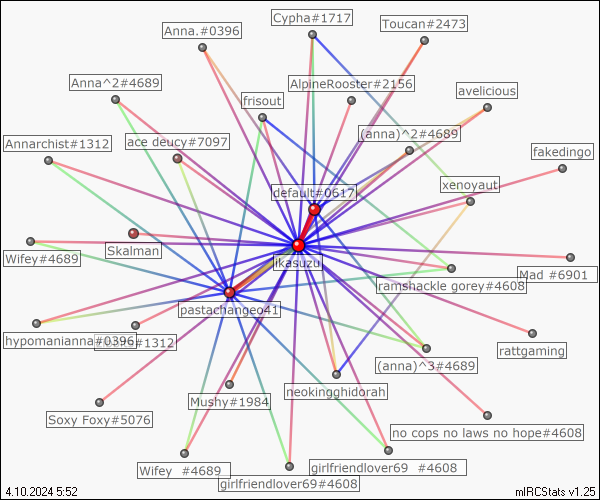 Cypha#1717
Toucan#2473
Anna.#0396
AlpineRooster#2156
Anna^2#4689
avelicious
frisout
(anna)^2#4689
ace deucy#7097
Annarchist#1312
fakedingo
default#0617
xenoyaut
Skalman
Wifey#4689
ikasuzu
Mad #6901
ramshackle gorey#4608
pastachangeo41
hypomanianna#0396
#1312
rattgaming
(anna)^3#4689
neokingghidorah
Mushy#1984
Soxy Foxy#5076
no cops no laws no hope#4608
Wifey #4689
girlfriendlover69 #4608
girlfriendlover69#4608
4.10.2024 5:52
mIRCStats v1.25